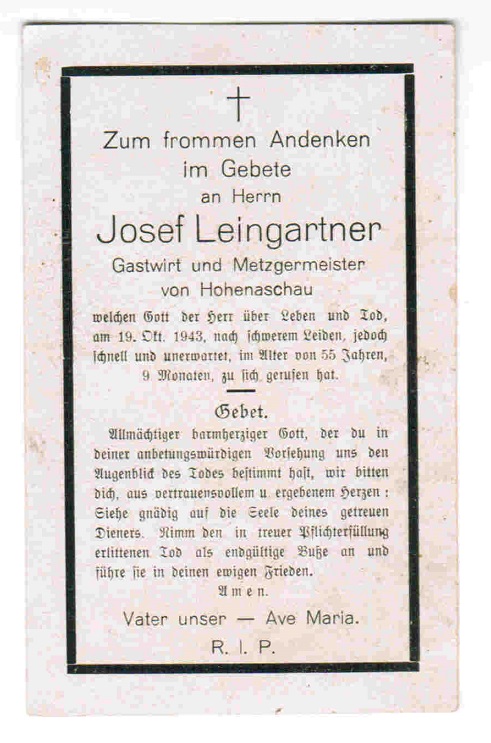 Zum frommen Andenken
im Gebete
an Herrn
Josef Leingartner
Gastwirt und Metzgermeister
von Hohenaschau
welchen Gott der Herr über Leben und Tod,
am 19. Okt. 1943, nach schwerem Leiden, jedoch
schnell und unerwartet, im Alter von 55 Jahren,
9 Monaten, zu sich gerufen hat.
Gebet.
Allmächtiger barmherziger Gott, der du in
deiner anbetungswürdigen Vorsehung uns den
Augenblick des Todes bestimmt hast, wir bitten
dich, aus vertrauensvollem u. ergebenem Herzen :
Siehe gnädig auf die Seele deines getreuen
Dieners. Nimm den in treuer Pflichterfüllung
erlittenen Tod als endgültige Buße an und
führe sie in deinen ewigen Frieden.
Amen.
Vater unser — Ave Maria.
R. I. P.